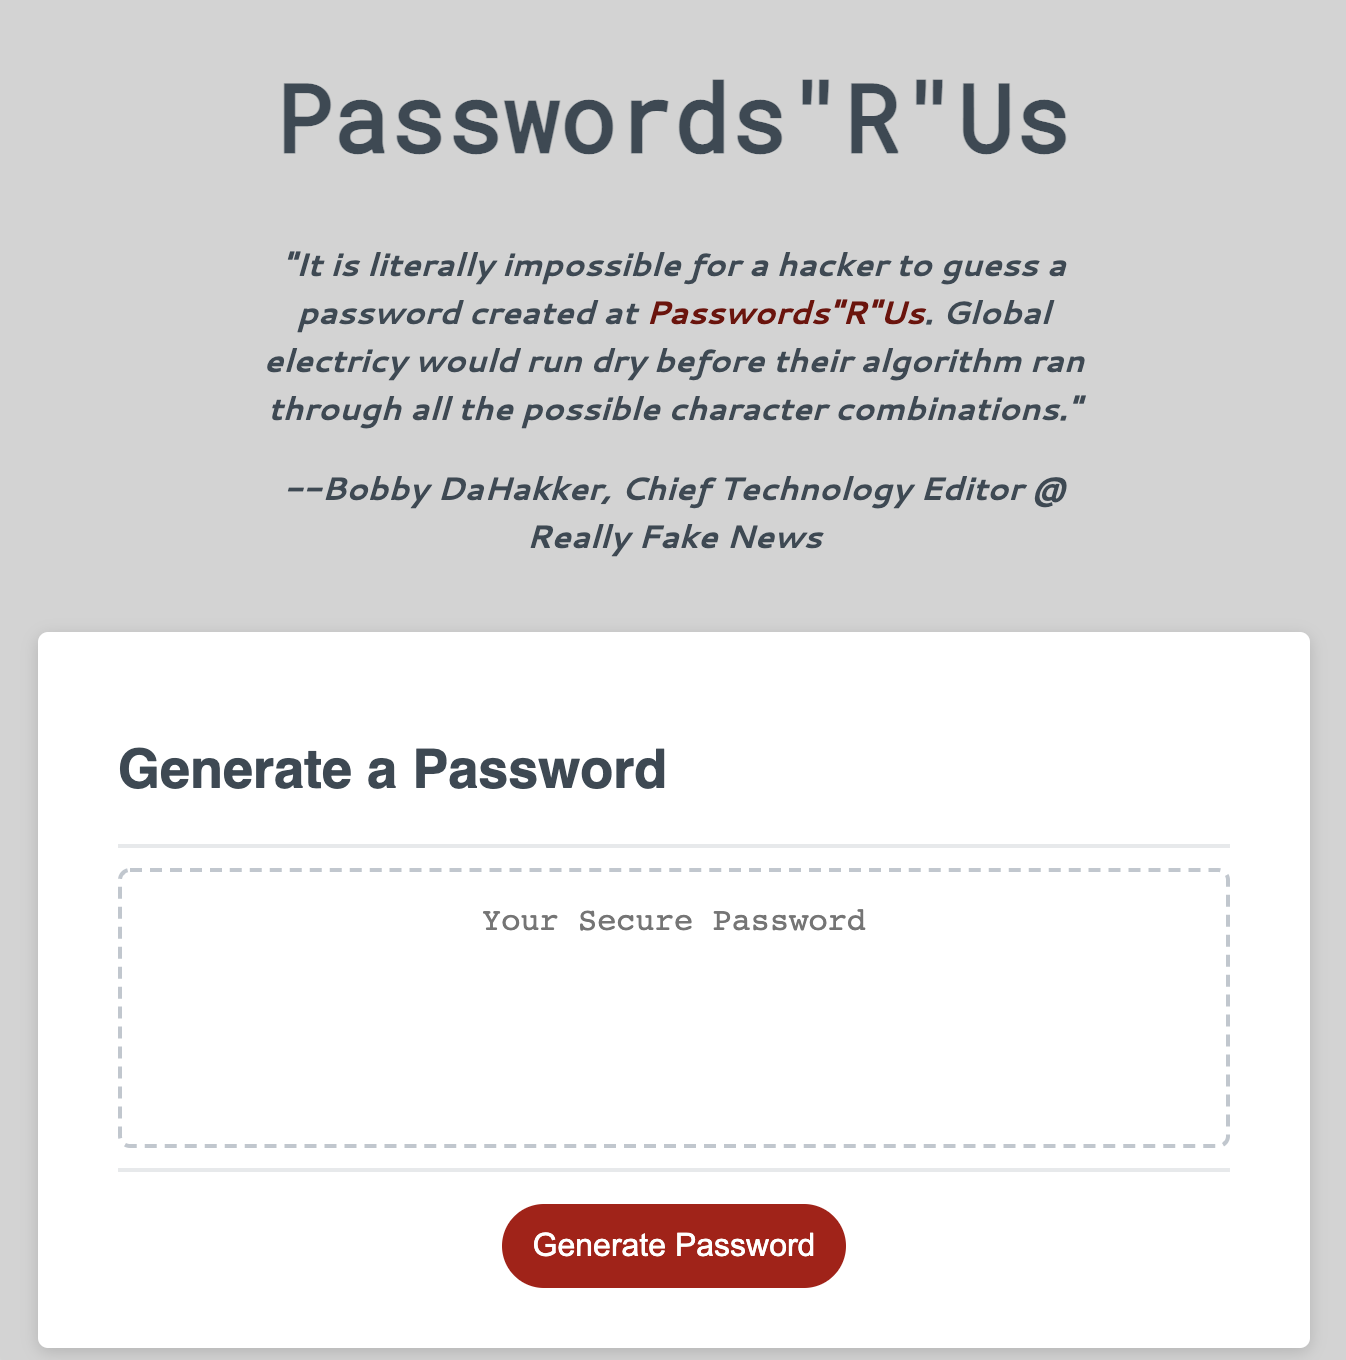 Passwords"R"Us
"It is literally impossible for a hacker to guess a
password created at Passwords"R"Us. Global
electricy would run dry before their algorithm ran
through all the possible character combinations."
--Bobby DaHakker, Chief Technology Editor @
Really Fake News
Generate a Password
Your Secure Password
Generate Password